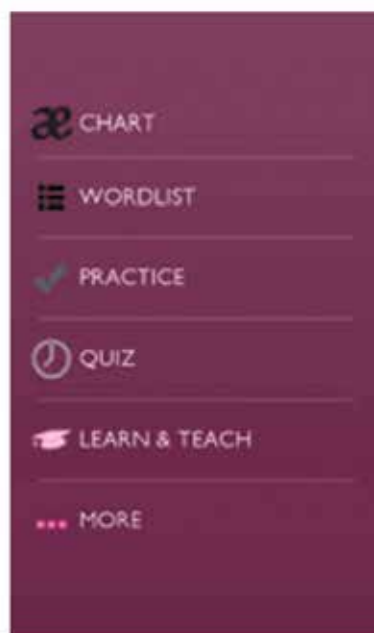 æ CHART
WORDLIST
PRACTICE
QUIZ
LEARN & TEACH
MORE